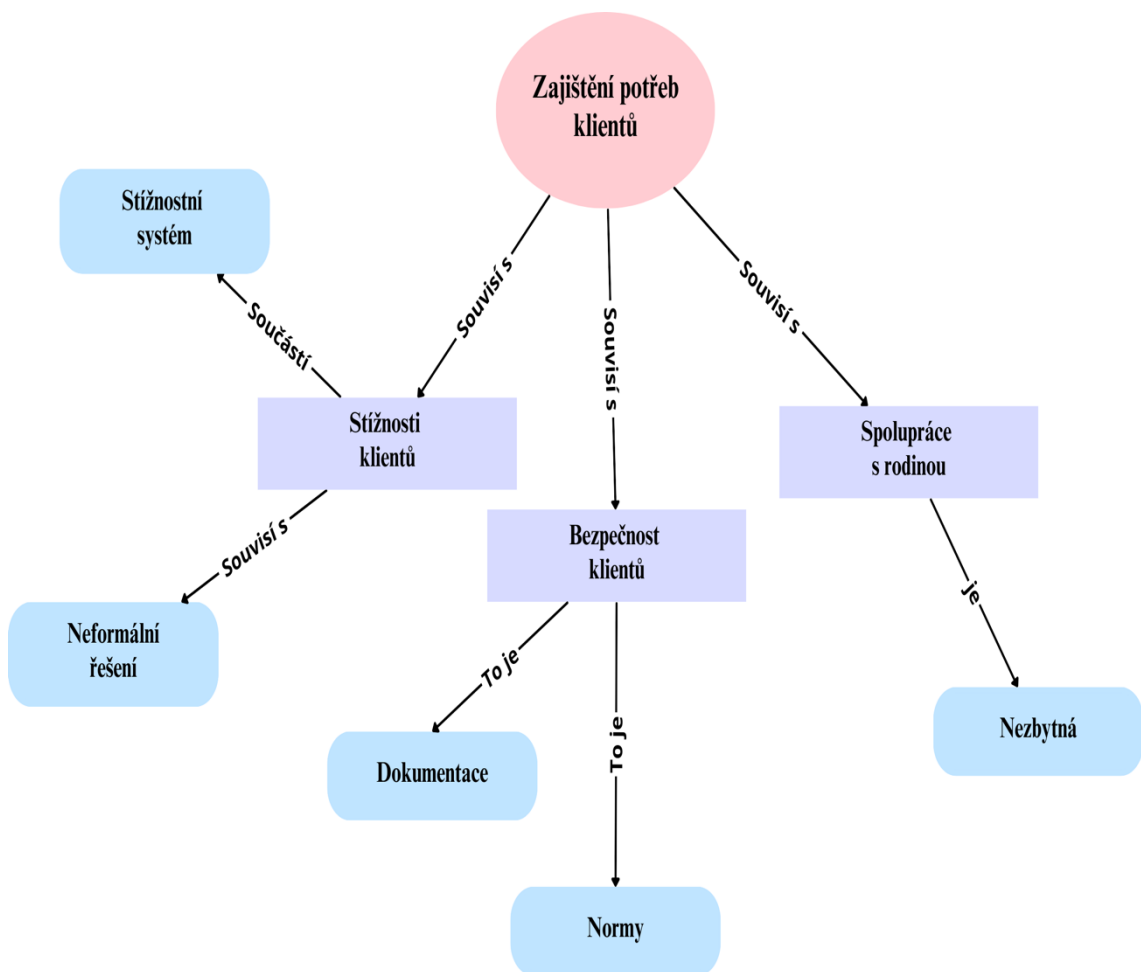 Zajištění potřeb
klientů
Stížnostní
systém
Souvisí s
Souvisí s
Souvisí s
Součástí
Stížnosti
klientů
Spolupráce
s rodinou
Souvisí s
Bezpečnost
klientů
je
Neformální
řešení
To je
To je
Nezbytná
Dokumentace
Normy